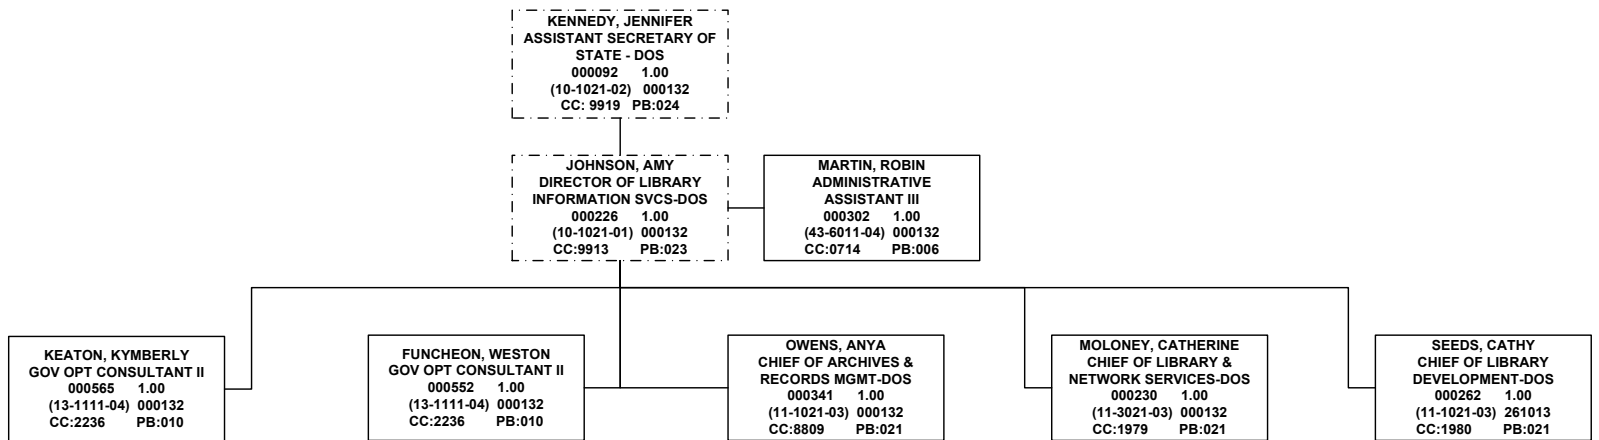 KENNEDY, JENNIFER
ASSISTANT SECRETARY OF
STATE - DOS
000092 1.00
(10-1021-02) 000132
CC: 9919 PB:024
JOHNSON, AMY
DIRECTOR OF LIBRARY
INFORMATION SVCS-DOS
000226 1.00
(10-1021-01) 000132
CC:9913 PB:023
MARTIN, ROBIN
ADMINISTRATIVE
ASSISTANT III
000302 1.00
(43-6011-04) 000132
CC:0714 PB:006
KEATON, KYMBERLY
GOV OPT CONSULTANT II
000565 1.00
(13-1111-04) 000132
CC:2236 PB:010
FUNCHEON, WESTON
GOV OPT CONSULTANT II
000552 1.00
(13-1111-04) 000132
CC:2236 PB:010
OWENS, ANYA
CHIEF OF ARCHIVES &
RECORDS MGMT-DOS
000341 1.00
(11-1021-03) 000132
CC:8809 PB:021
MOLONEY, CATHERINE
CHIEF OF LIBRARY &
NETWORK SERVICES-DOS
000230 1.00
(11-3021-03) 000132
CC:1979 PB:021
SEEDS, CATHY
CHIEF OF LIBRARY
DEVELOPMENT-DOS
000262 1.00
(11-1021-03) 261013
CC:1980 PB:021